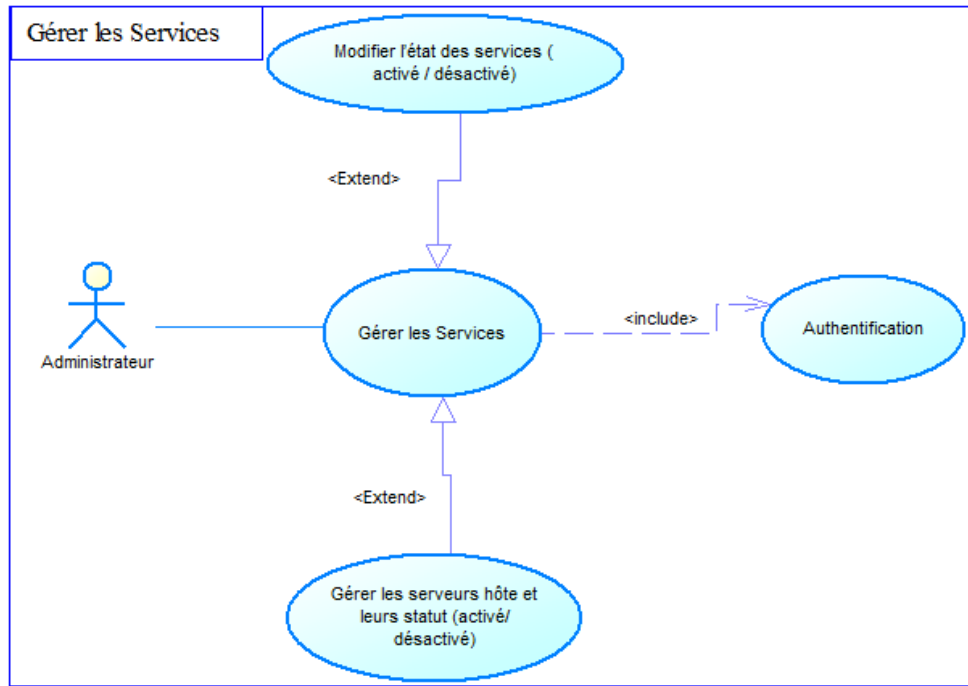 Gérer les Services
Modifier l'état des services (
activé / désactivé)
<Extend>
Administrateur
Gérer les Services
<include>
Authentification
<Extend>
Gérer les serveurs hôte et
leurs statut (activé/
désactivé)